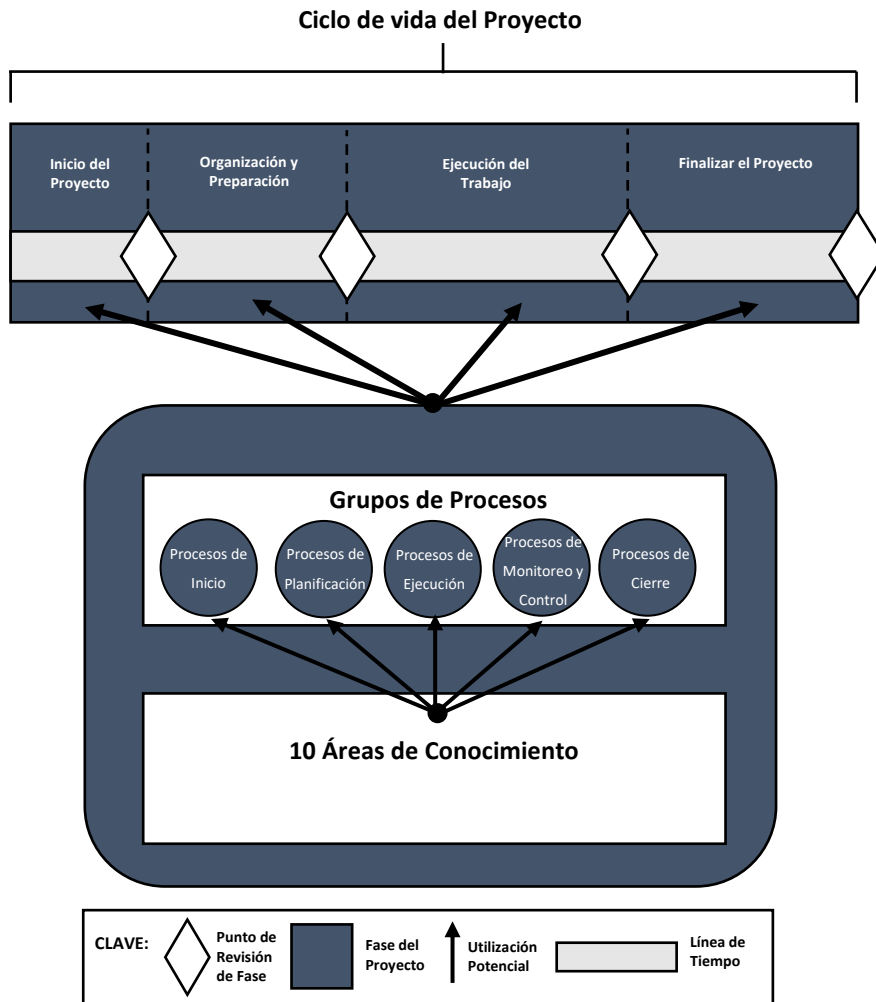 Ciclo de vida del Proyecto
Inicio del
Proyecto
Organización y
Preparación
Ejecución del
Trabajo
Finalizar el Proyecto
Grupos de Procesos
Procesos de
Inicio
Procesos de
Planificación
Procesos de
Ejecución
Procesos de
Monitoreo y
Control
Procesos de
Cierre
10 Áreas de Conocimiento
CLAVE:
Punto de
Revisión
de Fase
Fase del
Proyecto
Utilización
Potencial
Línea de
Tiempo